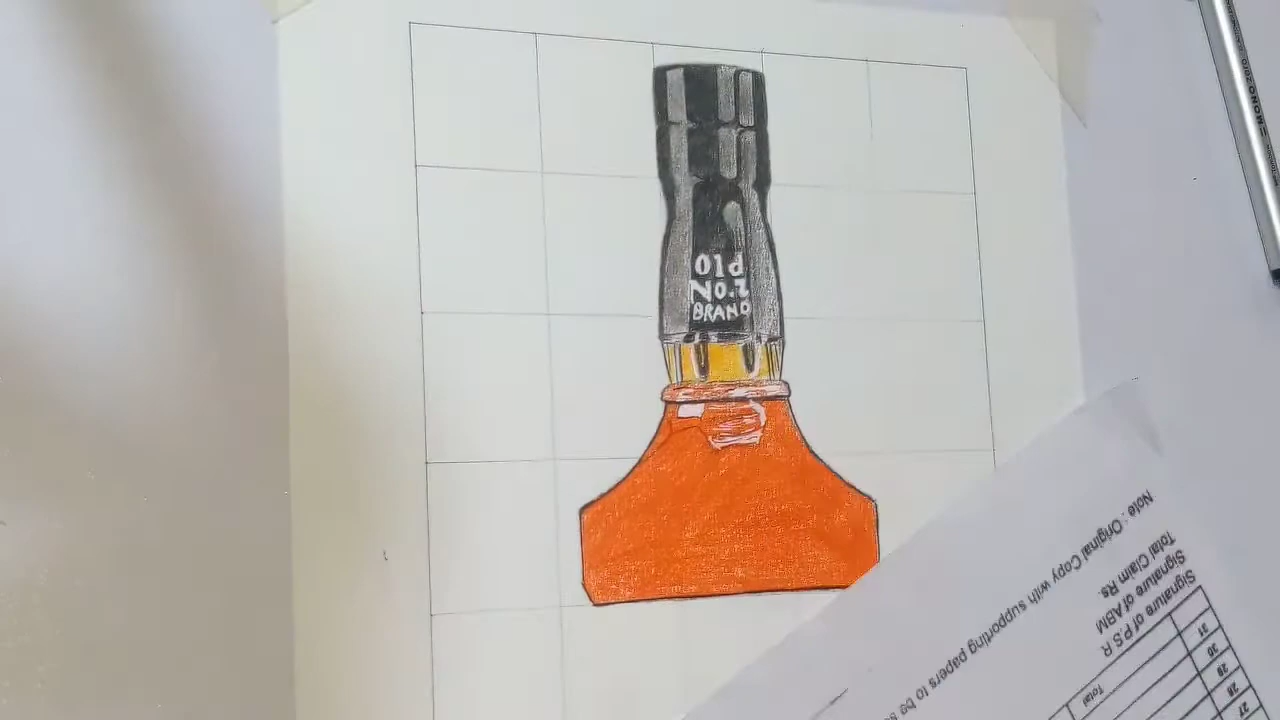 Old
No.7
BRAND
Note : Original Copy with supporting papers to be
Total Claim Rs.
Signature of ABM
Signature of P.S R
Total
31
30
29
28
27
MONO